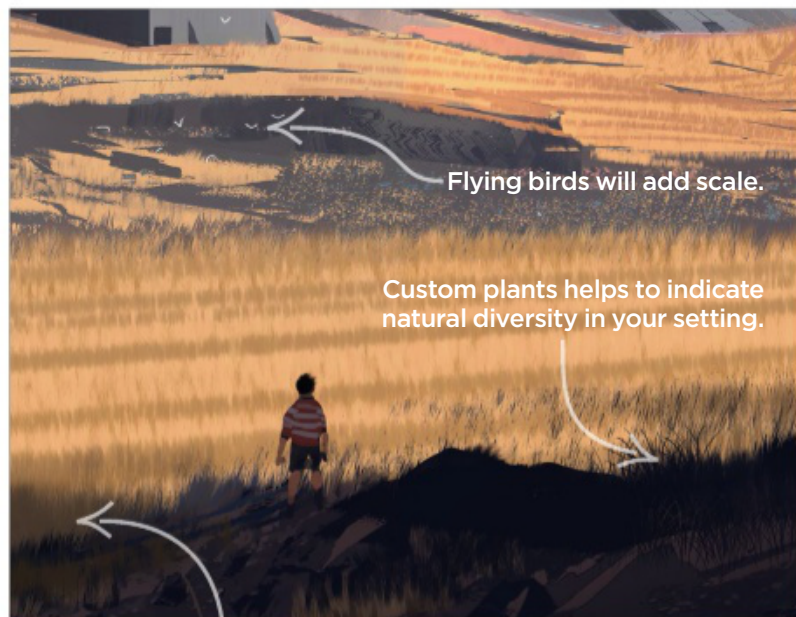 Flying birds will add scale.
Custom plants helps to indicate
natural diversity in your setting.